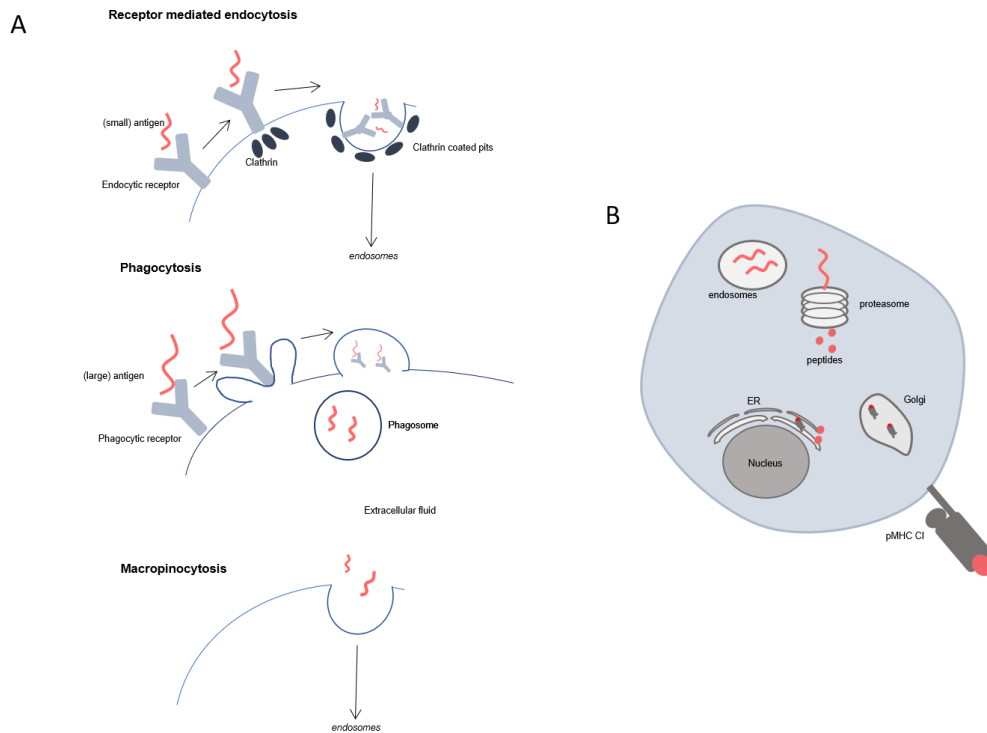 A
Receptor mediated endocytosis
(small) antigen
Clathrin
Clathrin coated pits
Endocytic receptor
endosomes
Phagocytosis
(large) antigen
Phagocytic receptor
Phagosome
Extracellular fluid
Macropinocytosis
endosomes
B
endosomes
proteasome
peptides
ER
Golgi
Nucleus
pMHC CI